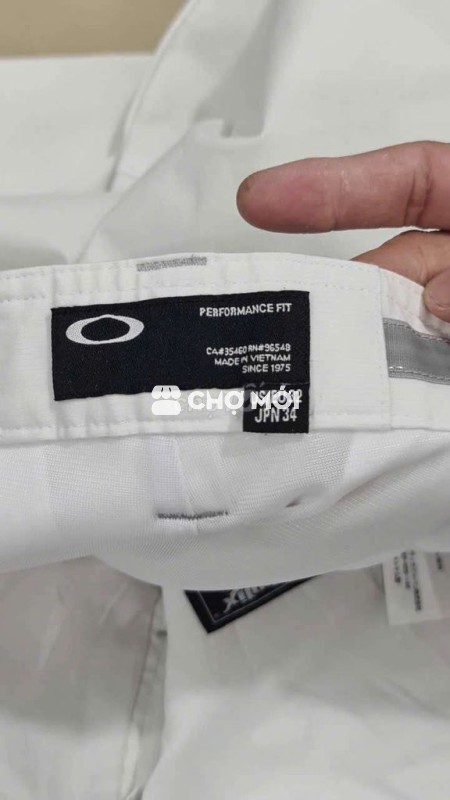 PERFORMANCE FIT
CA#35460 RN#96548
MADE IN VIETNAM
SINCE 1975
CHỢ MỚI
JPN 34